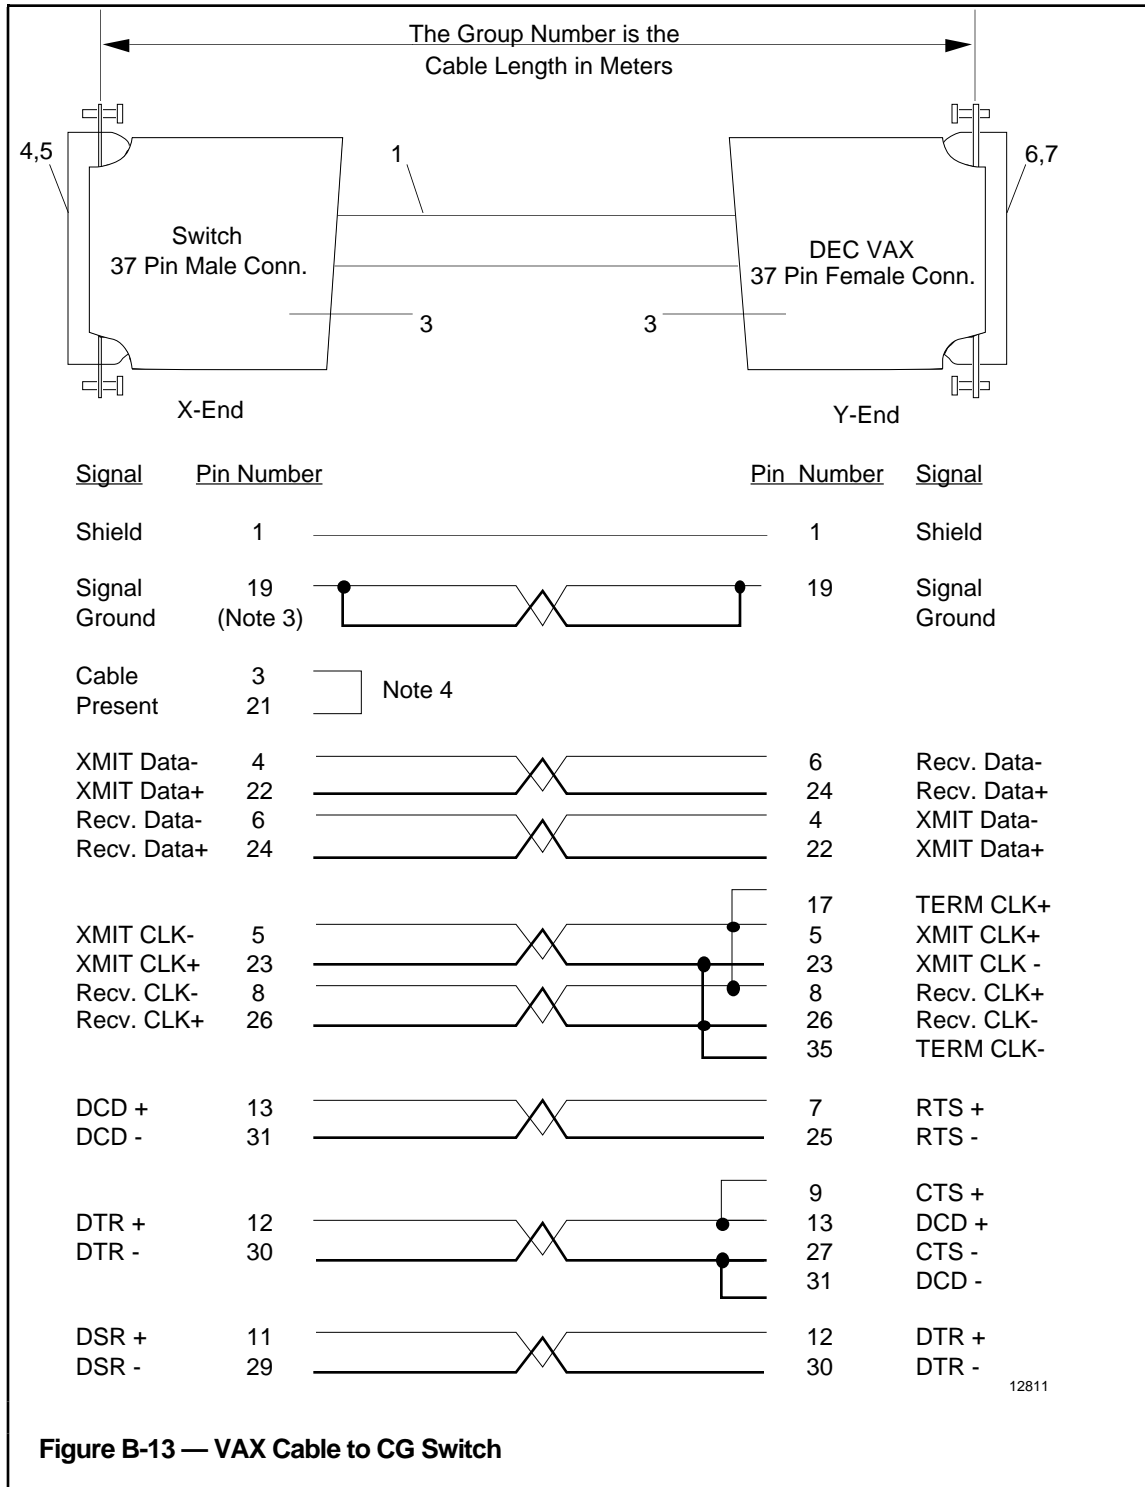 The Group Number is the
Cable Length in Meters
4,5
1
6,7
Switch
37 Pin Male Conn.
DEC VAX
37 Pin Female Conn.
3
3
X-End
Y-End
Signal Pin Number Pin Number Signal
Shield 1 1 Shield
Signal 19 19 Signal
Ground (Note 3) Ground
Cable 3
Present 21
Note 4
XMIT Data- 4 6 Recv. Data-
XMIT Data+ 22 24 Recv. Data+
Recv. Data- 6 4 XMIT Data-
Recv. Data+ 24 22 XMIT Data+
17 TERM CLK+
XMIT CLK- 5 5 XMIT CLK+
XMIT CLK+ 23 23 XMIT CLK -
Recv. CLK- 8 8 Recv. CLK+
Recv. CLK+ 26 26 Recv. CLK-
35 TERM CLK-
DCD + 13 7 RTS +
DCD - 31 25 RTS -
9 CTS +
DTR + 12 13 DCD +
DTR - 30 27 CTS -
31 DCD -
DSR + 11 12 DTR +
DSR - 29 30 DTR -
12811
Figure B-13 — VAX Cable to CG Switch